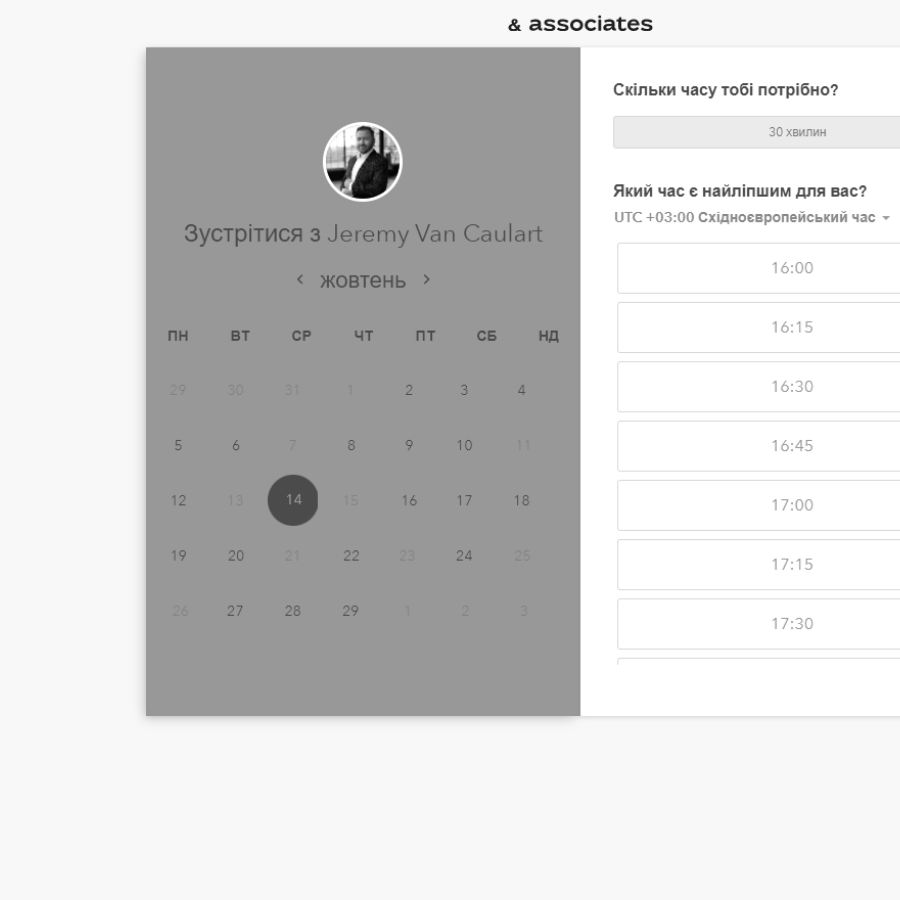 & associates
Зустрітися з Jeremy Van Caulart
жовтень
ПН ВТ СР ЧТ ПТ СБ НД
29 30 31 1 2 3 4
5 6 7 8 9 10 11
12 13 14 15 16 17 18
19 20 21 22 23 24 25
26 27 28 29 1 2 3
Скільки часу тобі потрібно?
30 хвилин
Який час є найліпшим для вас?
UTC +03:00 Східноєвропейський час
16:00
16:15
16:30
16:45
17:00
17:15
17:30